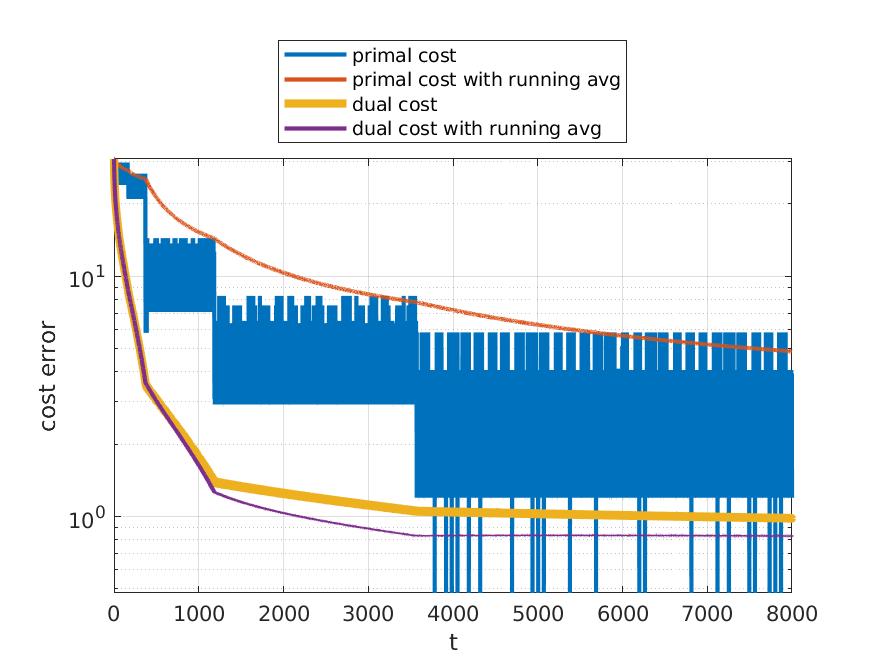 primal cost
primal cost with running avg
dual cost
dual cost with running avg
10^1
10^0
cost error
0 1000 2000 3000 4000 5000 6000 7000 8000
t